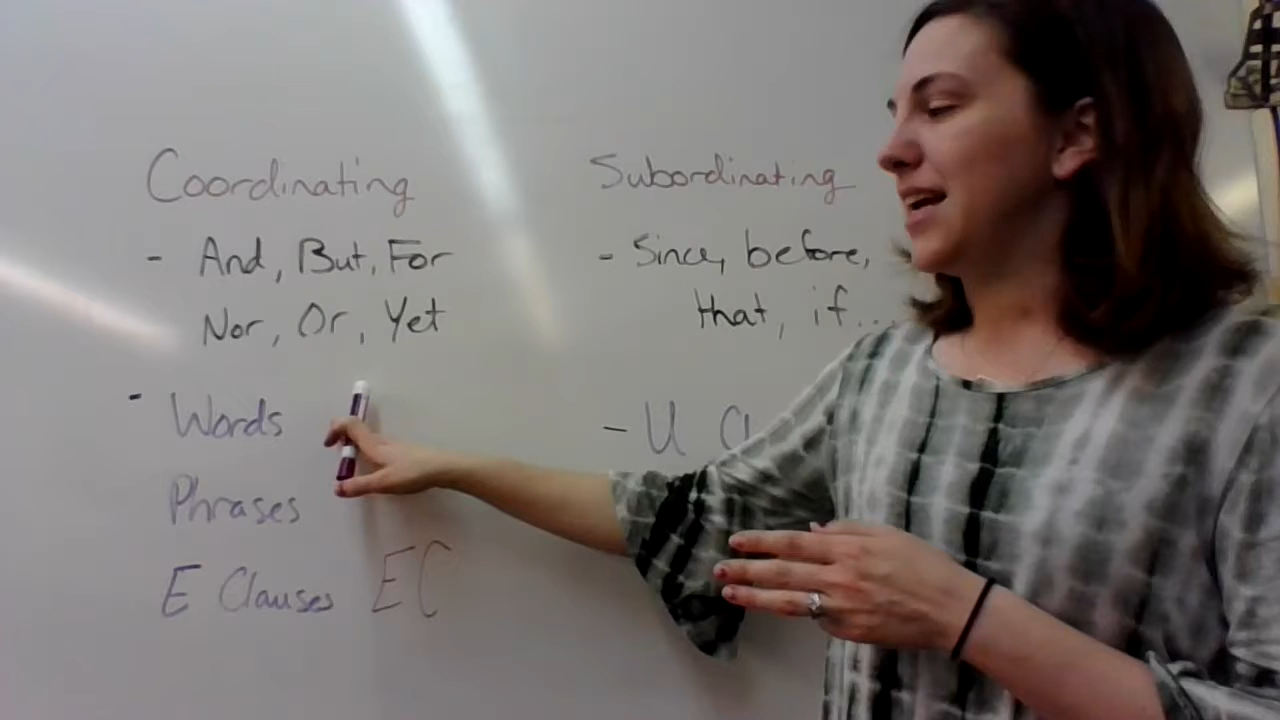 Coordinating
- And, But, For
Nor, Or, Yet
- Words
Phrases
E Clauses EC
Subordinating
- Since, before,
that, if...
- U